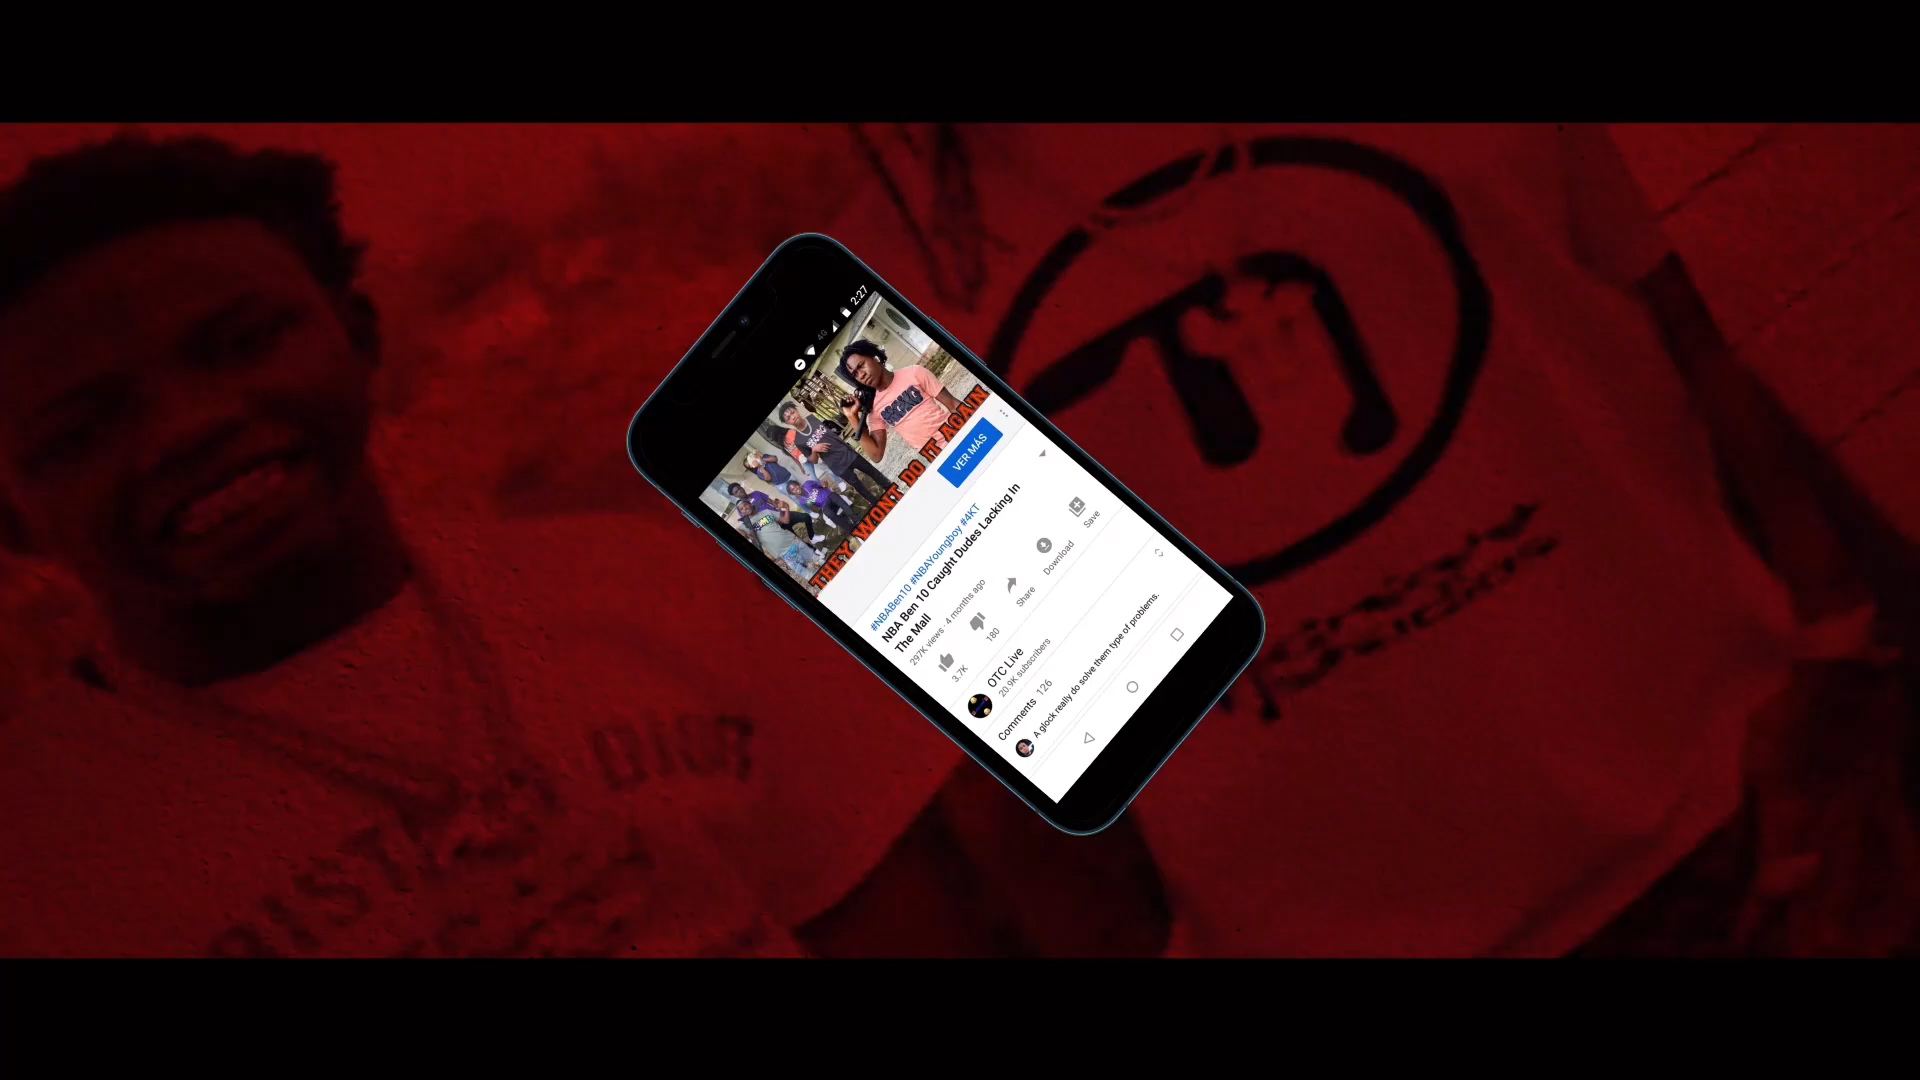 2:27
4G
THEY WONT DO IT AGAIN
VER MÁS
#NBABen10 #NBAYoungboy #4KT
NBA Ben 10 Caught Dudes Lacking In
The Mall
297K views · 4 months ago
3.7K
180
Share
Download
Save
OTC Live
20.9K subscribers
Comments 126
A glock really do solve them type of problems.